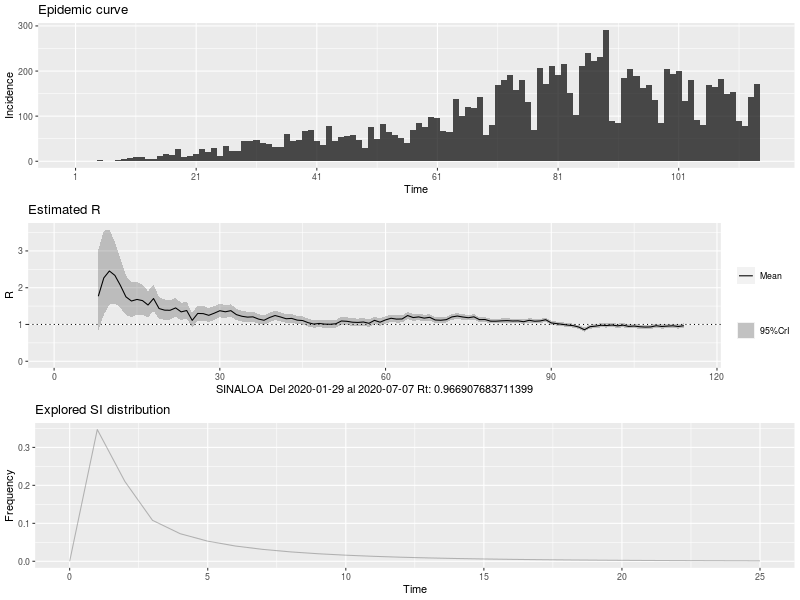 Epidemic curve
300
200
100
0
Incidence
1 21 41 61 81 101
Time
Estimated R
3
2
1
0
R
0 30 60 90 120
SINALOA Del 2020-01-29 al 2020-07-07 Rt: 0.966907683711399
Mean
95%CrI
Explored SI distribution
0.3
0.2
0.1
0.0
Frequency
0 5 10 15 20 25
Time